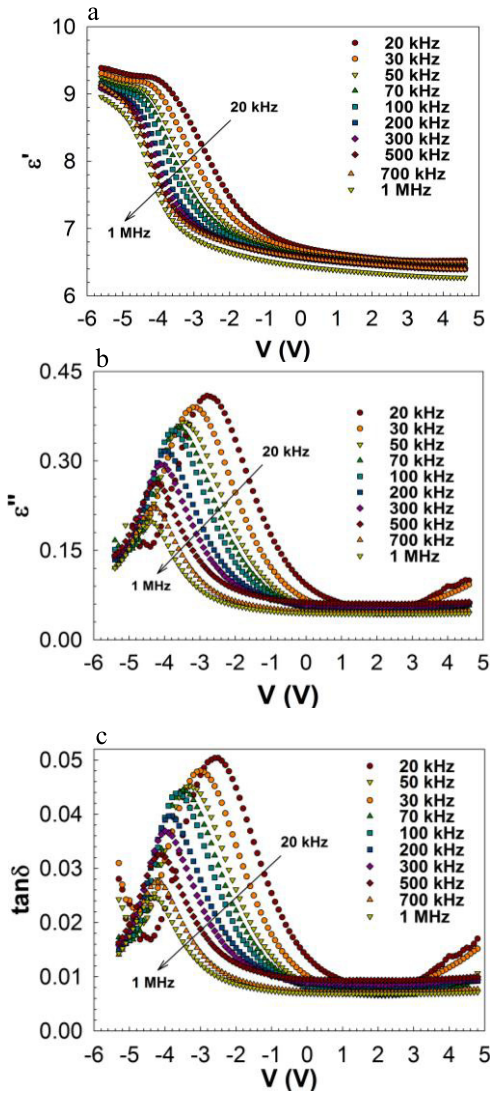 a
10
9
8
7
6
ε'
20 kHz
30 kHz
50 kHz
70 kHz
100 kHz
200 kHz
300 kHz
500 kHz
700 kHz
1 MHz
20 kHz
1 MHz
-6 -5 -4 -3 -2 -1 0 1 2 3 4 5
V (V)
b
0.45
0.30
0.15
0.00
ε"
20 kHz
30 kHz
50 kHz
70 kHz
100 kHz
200 kHz
300 kHz
500 kHz
700 kHz
1 MHz
20 kHz
1 MHz
-6 -5 -4 -3 -2 -1 0 1 2 3 4 5
V (V)
c
0.05
0.04
0.03
0.02
0.01
0.00
tanδ
20 kHz
50 kHz
30 kHz
70 kHz
100 kHz
200 kHz
300 kHz
500 kHz
700 kHz
1 MHz
20 kHz
1 MHz
-6 -5 -4 -3 -2 -1 0 1 2 3 4 5
V (V)